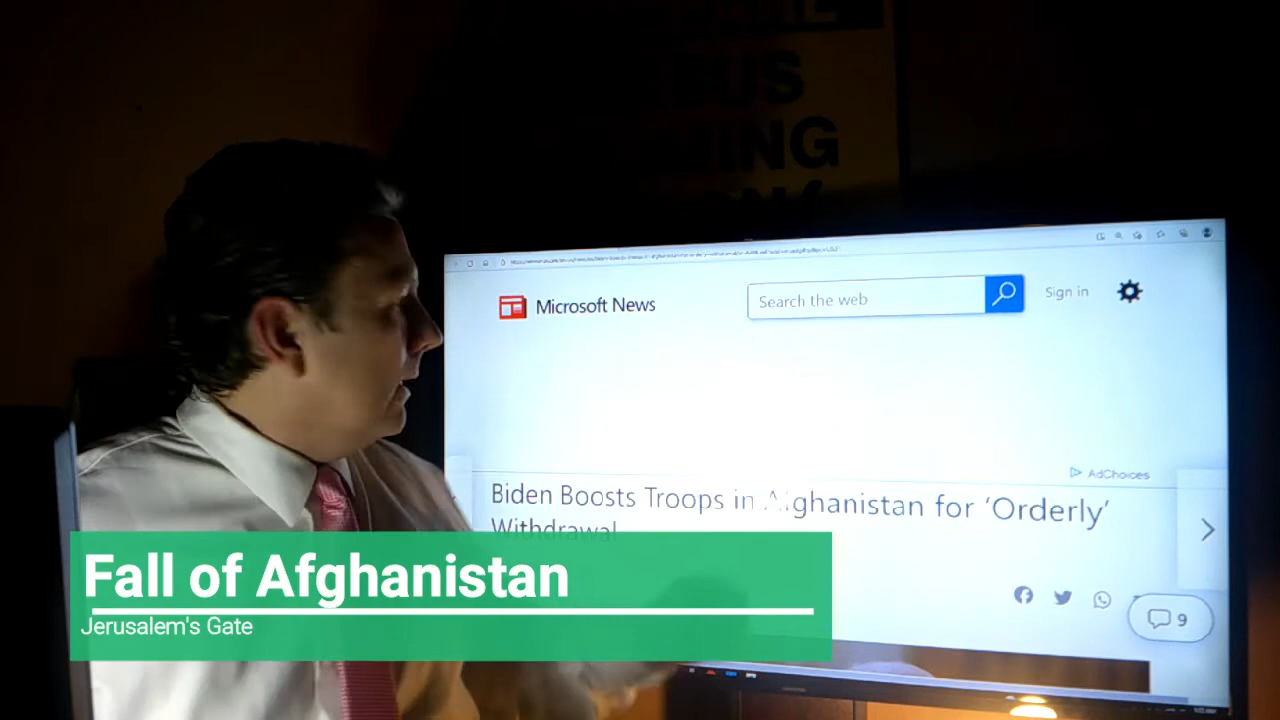 MING
Microsoft News
Search the web
Sign in
AdChoices
Biden Boosts Troops in Afghanistan for ‘Orderly’
Withdrawal
9
Fall of Afghanistan
Jerusalem's Gate